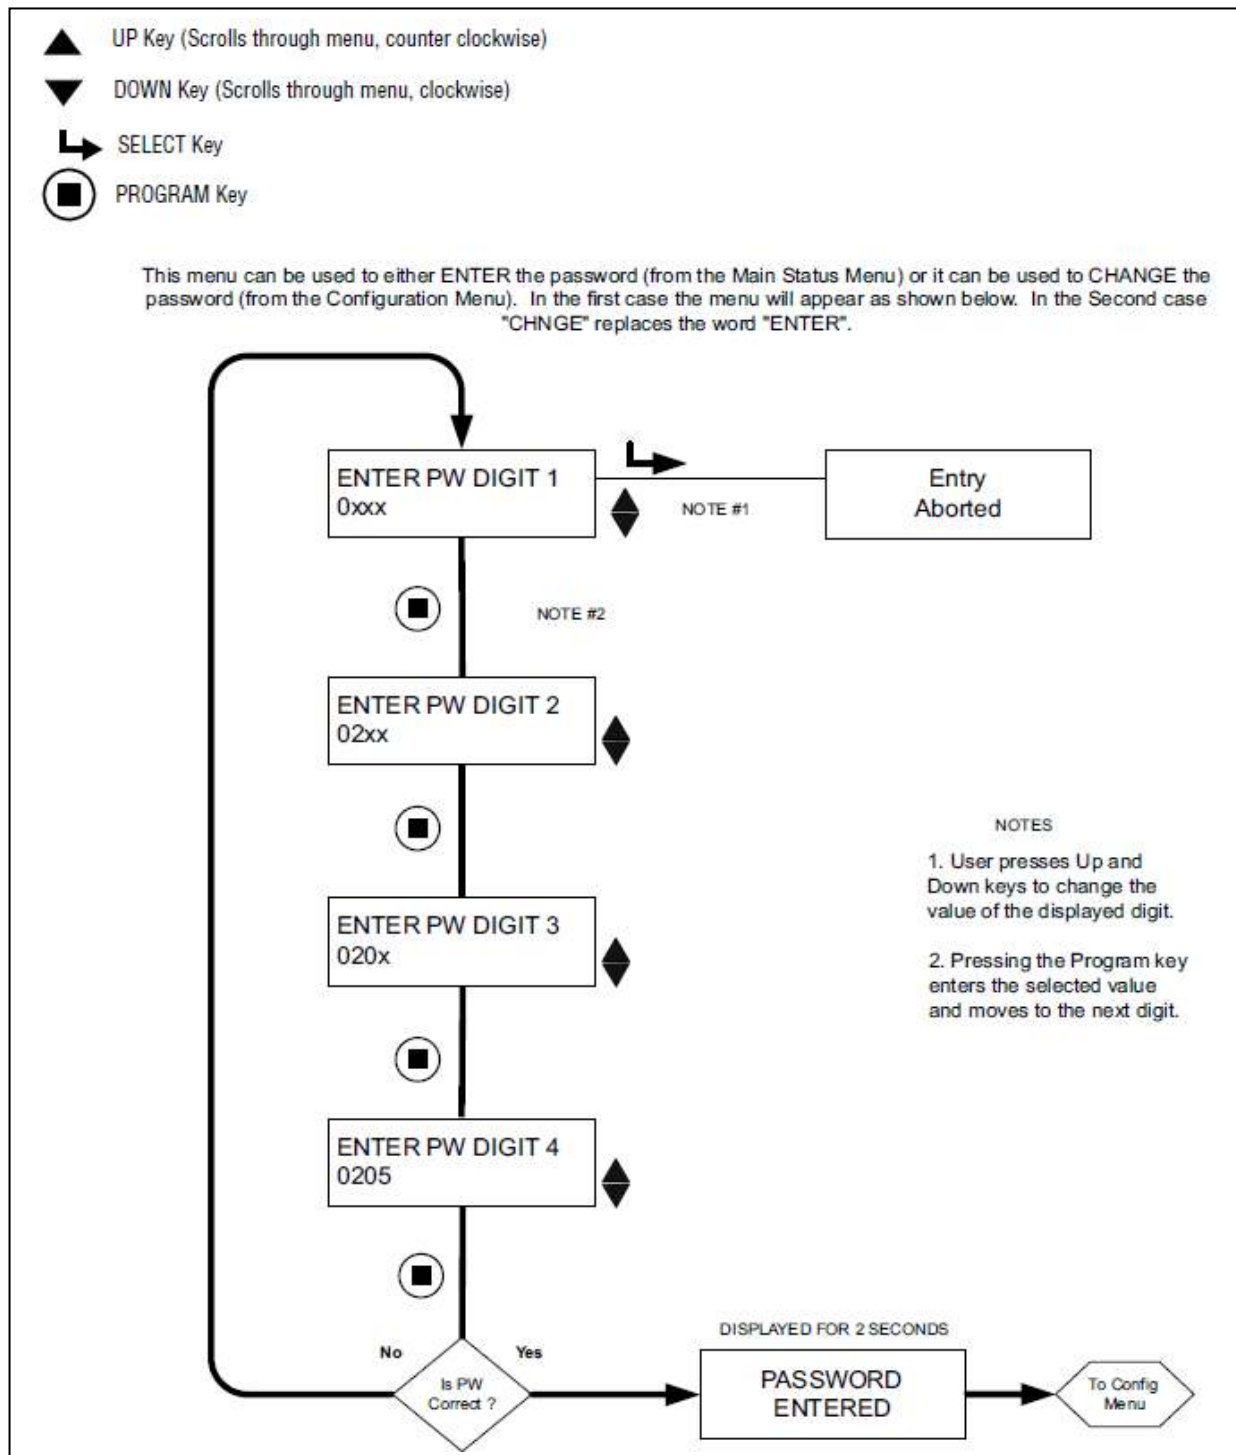 UP Key (Scrolls through menu, counter clockwise)
DOWN Key (Scrolls through menu, clockwise)
SELECT Key
PROGRAM Key
This menu can be used to either ENTER the password (from the Main Status Menu) or it can be used to CHANGE the
password (from the Configuration Menu). In the first case the menu will appear as shown below. In the Second case
"CHNGE" replaces the word "ENTER".
ENTER PW DIGIT 1
0xxx
NOTE #1
Entry
Aborted
NOTE #2
ENTER PW DIGIT 2
02xx
ENTER PW DIGIT 3
020x
NOTES
1. User presses Up and
Down keys to change the
value of the displayed digit.
2. Pressing the Program key
enters the selected value
and moves to the next digit.
ENTER PW DIGIT 4
0205
No
Yes
Is PW
Correct ?
DISPLAYED FOR 2 SECONDS
PASSWORD
ENTERED
To Config
Menu